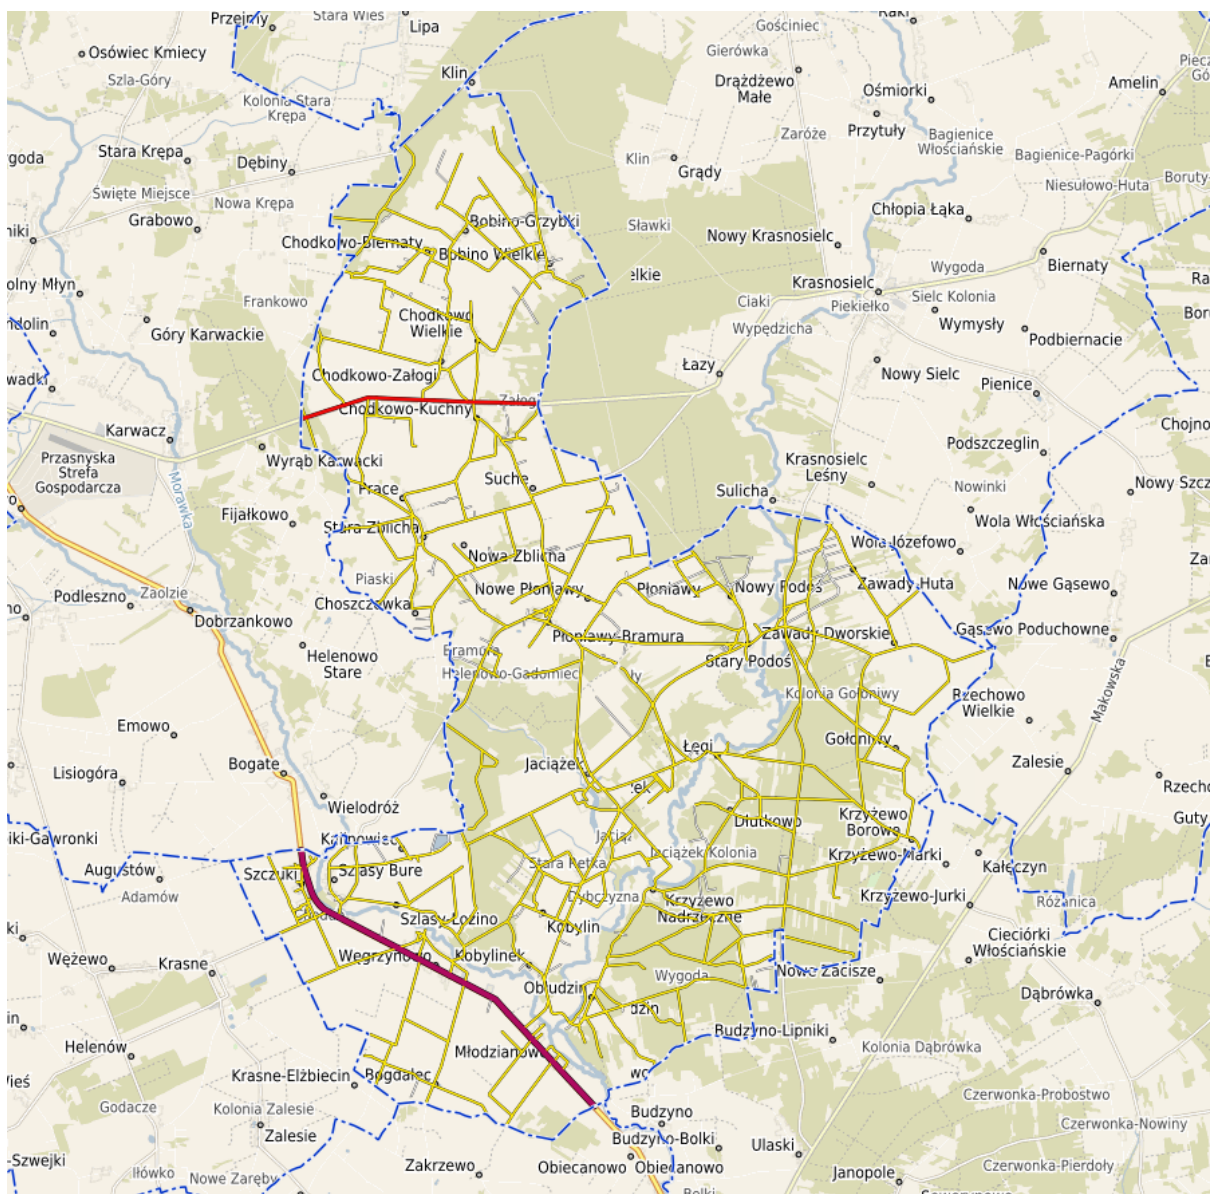 Przejmy
Stara Wieś
Lipa
Gościniec
Raki
Osówiec Kmiecy
Szla-Góry
Klin
Gierówka
Drążdżewo
Małe
Ośmiorki
Amelin
Kolonia Stara
Krępa
Przytuły
Zaróże
Bagienice
Włościańskie
Stara Krępa
Dębiny
Klin
Grądy
Bagienice-Pagórki
Niesułowo-Huta
Święte Miejsce
Nowa Krępa
Grabowo
Bobino-Grzybki
Sławki
Chłopia Łąka
Nowy Krasnosielc
Chodkowo-Biernaty
Bobino Wielkie
Biernaty
Wygoda
Krasnosielc
Frankowo
Ciaki
Piekiełko
Sielc Kolonia
Wymysły
Góry Karwackie
Chodkowo
Wielkie
Wypędzicha
Podbiernacie
Łazy
Nowy Sielc
Chodkowo-Załogi
Pienice
Chodkowo-Kuchny
Karwacz
Wyrąb Karwacki
Podszczeglin
Przasnyska
Strefa
Gospodarcza
Krasnosielc
Leśny
Suche
Prace
Sulicha
Nowinki
Morawka
Fijałkowo
Stara Zblicha
Wola Włościańska
Nowa Zblicha
Wola Józefowo
Piaski
Nowe Płoniawy
Płoniawy
Nowy Podoś
Zawady-Huta
Nowe Gąsewo
Podleszno
Zaolzie
Choszczewka
Dobrzankowo
Płoniawy-Bramura
Zawady Dworskie
Gąsewo Poduchowne
Helenowo
Stare
Bramura
Stary Podoś
Helenowo-Gadomiec
Kolonia Gołoniwy
Rzechowo
Wielkie
Makowska
Emowo
Łęgi
Gołoniwy
Bogate
Jaciążek
Zalesie
Lisiogóra
Wielodróż
Dłutkowo
Krzyżewo
Borowe
Szlasy Bure
Stara Pętka
Jaciążek Kolonia
Krzyżewo-Marki
Kałęczyn
Augustów
Szczuki
Adamów
Dybczyzna
Krzyżewo
Nadrzeczne
Krzyżewo-Jurki
Różanica
Szlasy-Łozino
Kobylin
Cieciórki
Włościańskie
Węgrzynowo
Kobylinek
Wężewo
Krasne
Wygoda
Nowe Zacisze
Obłudzin
Dąbrówka
Budzyno-Lipniki
Helenów
Młodzianowo
Kolonia Dąbrówka
Krasne-Elżbiecin
Bogdalec
Czerwonka-Probostwo
Godacze
Kolonia Zalesie
Budzyno
Czerwonka-Nowiny
Zalesie
Budzyno-Bolki
Ulaski
Zakrzewo
Obiecanowo
Obiecanowo
Czerwonka-Pierdoły
Iłówko
Nowe Zaręby
Janopole